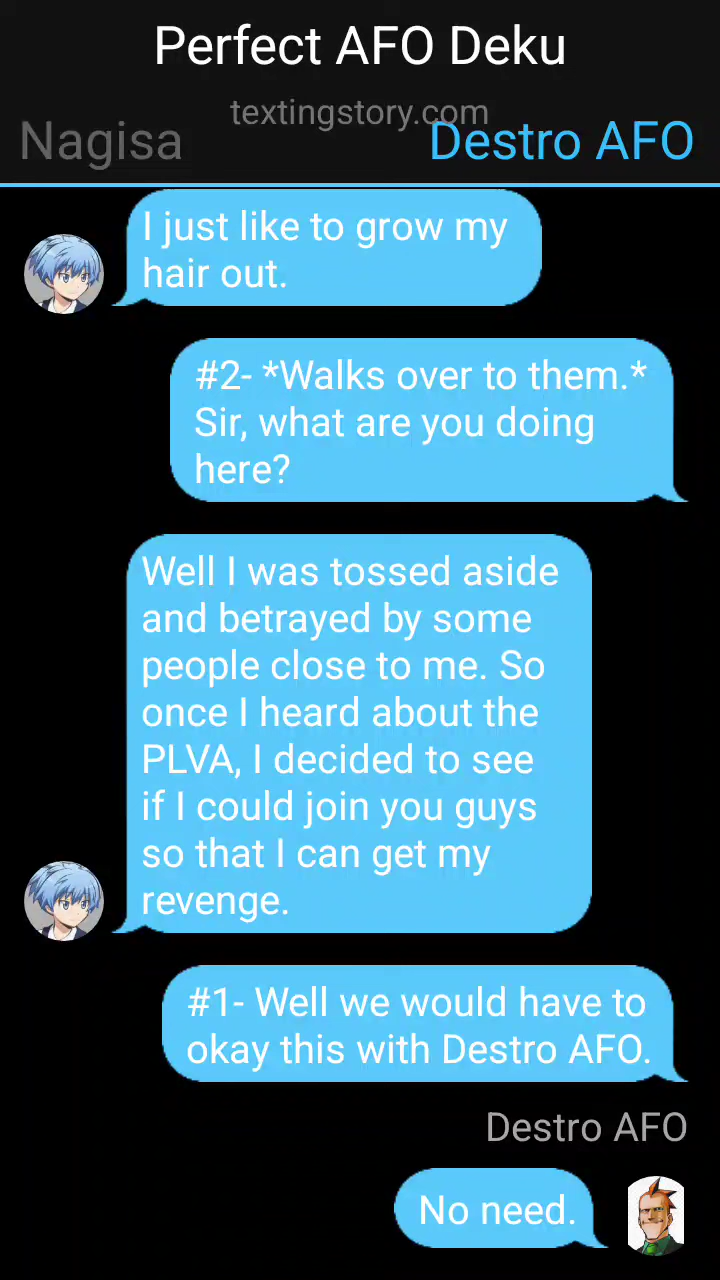 Perfect AFO Deku
textingstory.com
Nagisa
Destro AFO
I just like to grow my
hair out.
#2- *Walks over to them.*
Sir, what are you doing
here?
Well I was tossed aside
and betrayed by some
people close to me. So
once I heard about the
PLVA, I decided to see
if I could join you guys
so that I can get my
revenge.
#1- Well we would have to
okay this with Destro AFO.
Destro AFO
No need.